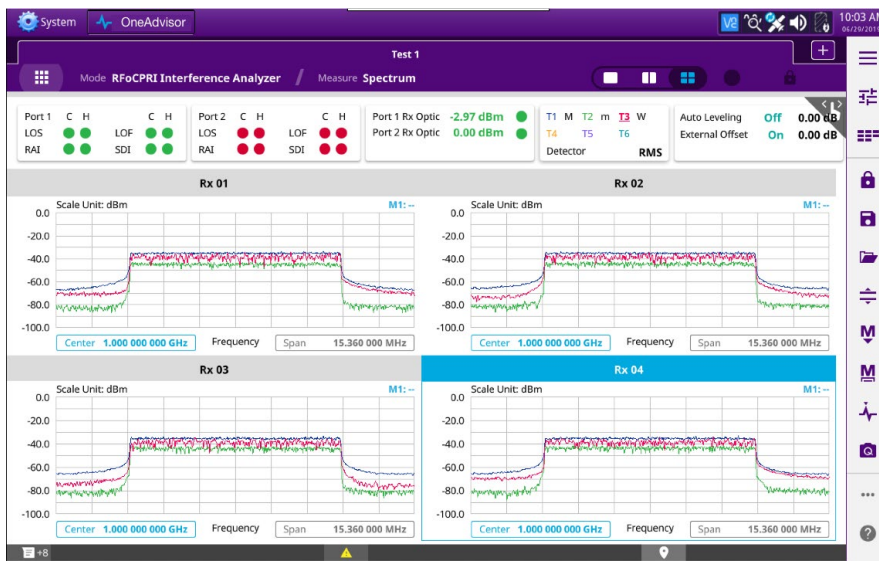 System OneAdvisor 10:03 AM
06/29/201
Test 1
Mode RFoCPRI Interference Analyzer / Measure Spectrum
Port 1 C H C H
LOS LOF
RAI SDI
Port 2 C H C H
LOS LOF
RAI SDI
Port 1 Rx Optic -2.97 dBm
Port 2 Rx Optic 0.00 dBm
T1 M T2 m T3 W
T4 T5 T6
Detector RMS
Auto Leveling Off 0.00 dB
External Offset On 0.00 dB
Rx 01
Scale Unit: dBm M1: --
0.0
-20.0
-40.0
-60.0
-80.0
-100.0
Center 1.000 000 000 GHz Frequency Span 15.360 000 MHz
Rx 02
Scale Unit: dBm M1: --
0.0
-20.0
-40.0
-60.0
-80.0
-100.0
Center 1.000 000 000 GHz Frequency Span 15.360 000 MHz
Rx 03
Scale Unit: dBm M1: --
0.0
-20.0
-40.0
-60.0
-80.0
-100.0
Center 1.000 000 000 GHz Frequency Span 15.360 000 MHz
Rx 04
Scale Unit: dBm M1: --
0.0
-20.0
-40.0
-60.0
-80.0
-100.0
Center 1.000 000 000 GHz Frequency Span 15.360 000 MHz
+8